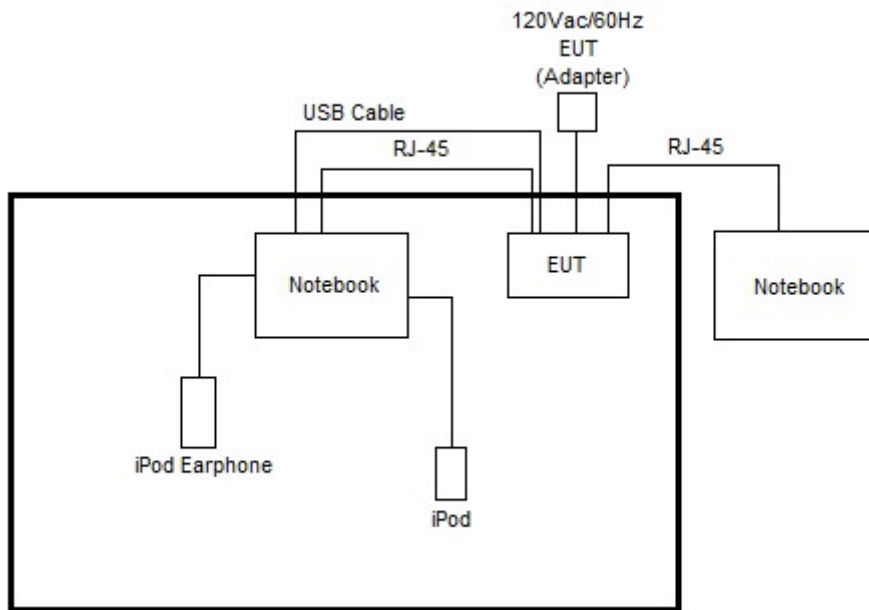 120Vac/60Hz
EUT
(Adapter)
USB Cable
RJ-45
RJ-45
Notebook
EUT
Notebook
iPod Earphone
iPod